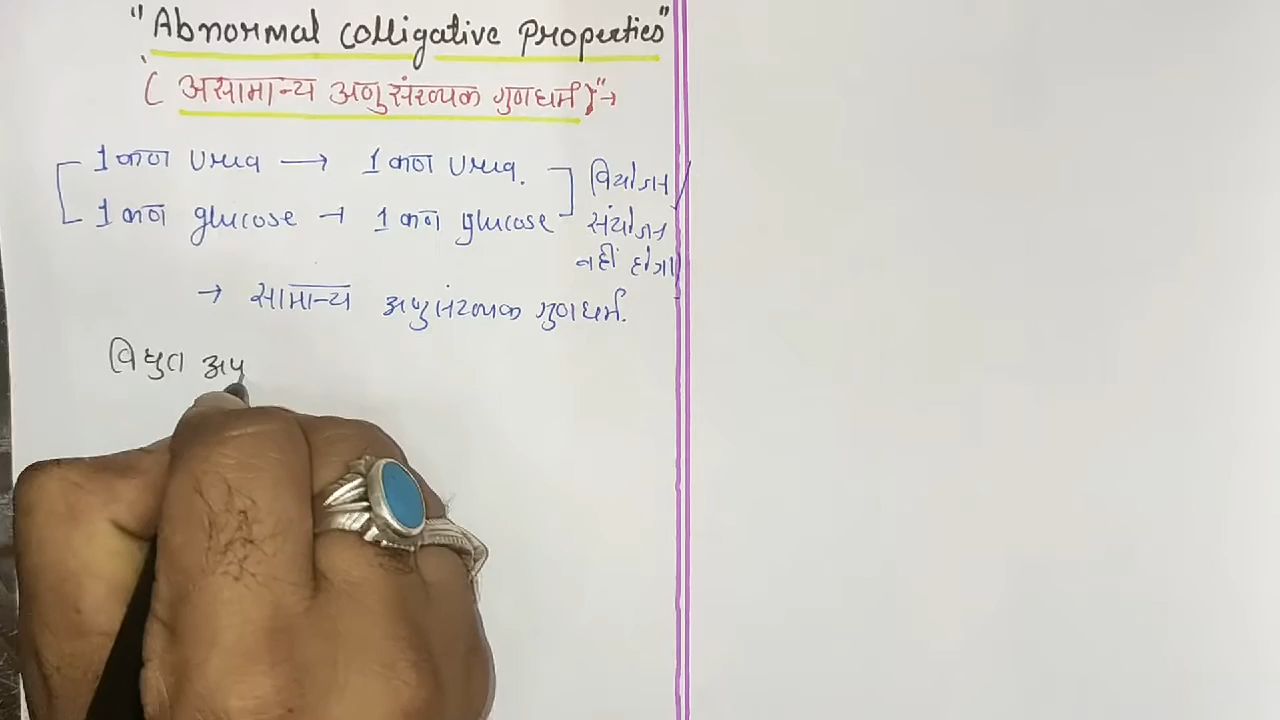 "Abnormal Colligative Properties"
( असामान्य अणुसंख्यक गुणधर्म )"→
1 कण Urea → 1 कण Urea. वियोजन/
1 कण glucose → 1 कण glucose संयोजन
नहीं होगा
→ सामान्य अणुसंख्यक गुणधर्म.
विधुत अप